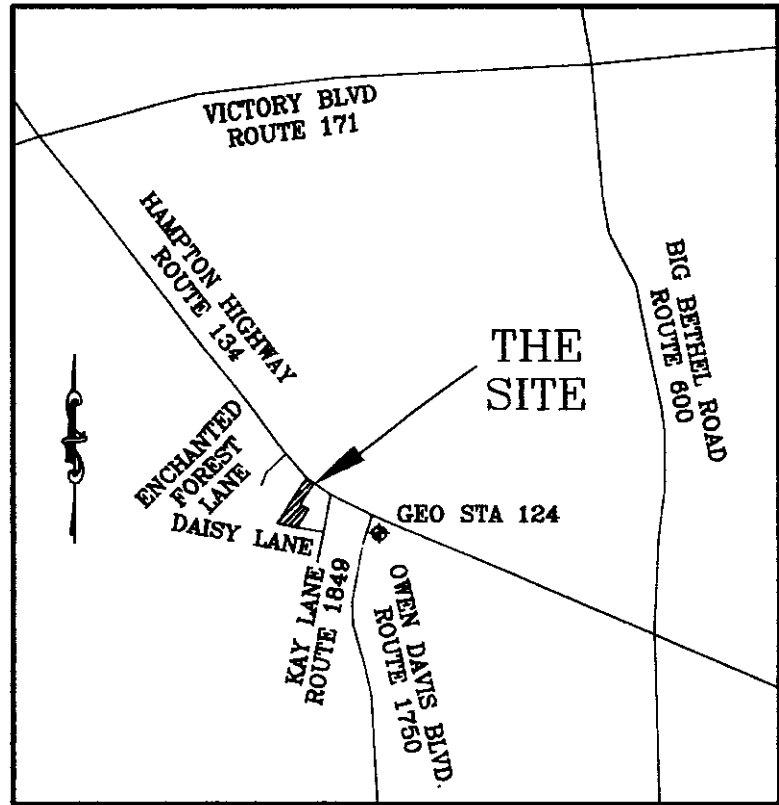 VICTORY BLVD
ROUTE 171
HAMPTON HIGHWAY
ROUTE 134
BIG BETHEL ROAD
ROUTE 600
THE
SITE
ENCHANTED
FOREST
LANE
DAISY LANE
GEO STA 124
KAY LANE
ROUTE 1849
OWEN DAVIS BLVD.
ROUTE 1750